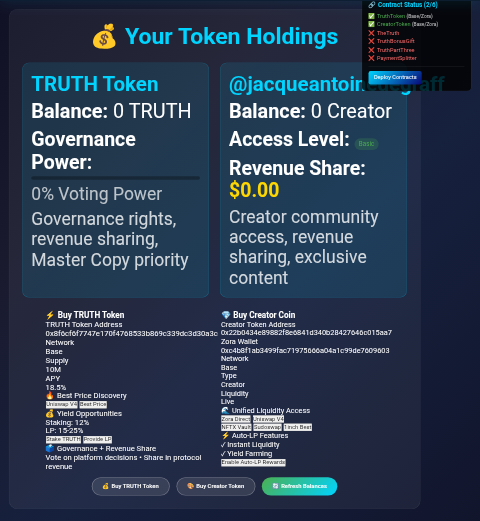 🔗 Contract Status (2/6)
✅ TruthToken (Base/Zora)
✅ CreatorToken (Base/Zora)
❌ TheTruth
❌ TruthBonusGift
❌ TruthPartThree
❌ PaymentSplitter
Deploy Contracts
💰 Your Token Holdings
TRUTH Token
Balance: 0 TRUTH
Governance
Power:
0% Voting Power
Governance rights,
revenue sharing,
Master Copy priority
Balance: 0 Creator
Access Level: Basic
Revenue Share:
$0.00
Creator community
access, revenue
sharing, exclusive
content
⚡ Buy TRUTH Token
TRUTH Token Address
Network
Base
Supply
10M
APY
18.5%
🔥 Best Price Discovery
Uniswap V4 Best Price
💰 Yield Opportunities
Staking: 12%
LP: 15-25%
Stake TRUTH Provide LP
🗳️ Governance + Revenue Share
Vote on platform decisions • Share in protocol
revenue
💎 Buy Creator Coin
Creator Token Address
0x22b0434e89882f8e6841d340b28427646c015aa7
Zora Wallet
0xc4b8f1ab3499fac71975666a04a1c99de7609603
Network
Base
Type
Creator
Liquidity
Live
🌊 Unified Liquidity Access
Zora Direct Uniswap V4
NFTX Vault Sudoswap 1inch Best
⚡ Auto-LP Features
✓ Instant Liquidity
✓ Yield Farming
Enable Auto-LP Rewards
💰 Buy TRUTH Token
🎨 Buy Creator Token
🔄 Refresh Balances